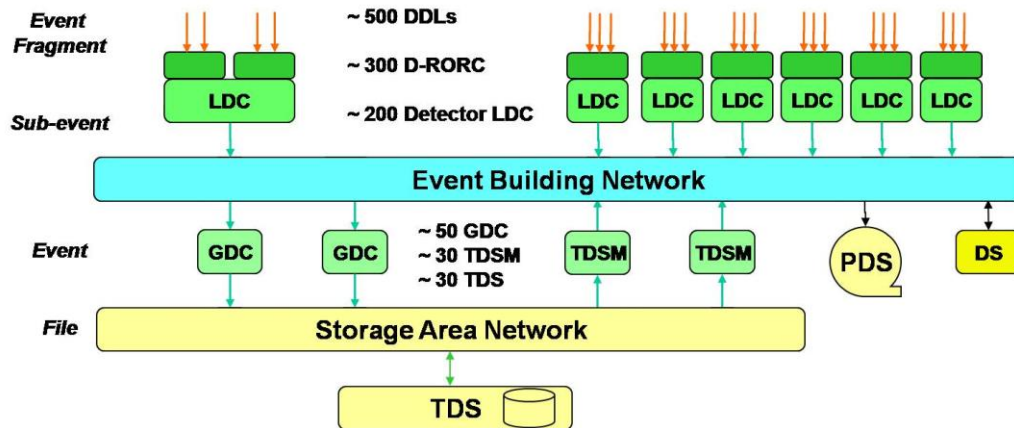 Event
Fragment
~ 500 DDLs
~ 300 D-RORC
LDC
LDC LDC LDC LDC LDC LDC
~ 200 Detector LDC
Sub-event
Event Building Network
Event
GDC GDC
~ 50 GDC
~ 30 TDSM
~ 30 TDS
TDSM TDSM
PDS
DS
File
Storage Area Network
TDS